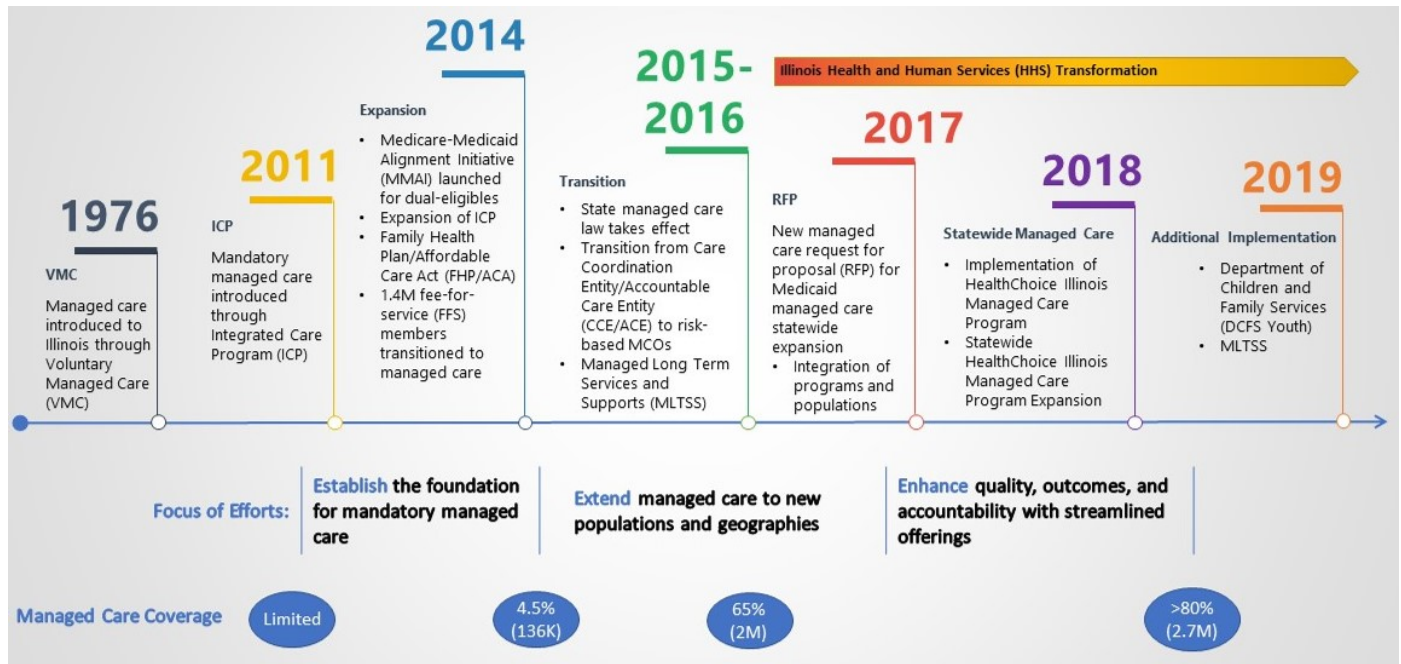 1976
VMC
Managed care
introduced to
Illinois through
Voluntary
Managed Care
(VMC)
2011
ICP
Mandatory
managed care
introduced
through
Integrated Care
Program (ICP)
2014
Expansion
• Medicare-Medicaid
Alignment Initiative
(MMAI) launched
for dual-eligibles
• Expansion of ICP
• Family Health
Plan/Affordable
Care Act (FHP/ACA)
• 1.4M fee-for-
service (FFS)
members
transitioned to
managed care
2015-
2016
Transition
• State managed care
law takes effect
• Transition from Care
Coordination
Entity/Accountable
Care Entity
(CCE/ACE) to risk-
based MCOs
• Managed Long Term
Services and
Supports (MLTSS)
Illinois Health and Human Services (HHS) Transformation
2017
RFP
New managed
care request for
proposal (RFP) for
Medicaid
managed care
statewide
expansion
• Integration of
programs and
populations
2018
Statewide Managed Care
• Implementation of
HealthChoice Illinois
Managed Care
Program
• Statewide
HealthChoice Illinois
Managed Care
Program Expansion
2019
Additional Implementation
• Department of
Children and
Family Services
(DCFS Youth)
• MLTSS
Focus of Efforts:
Establish the foundation
for mandatory managed
care
Extend managed care to new
populations and geographies
Enhance quality, outcomes, and
accountability with streamlined
offerings
Managed Care Coverage
Limited
4.5%
(136K)
65%
(2M)
>80%
(2.7M)